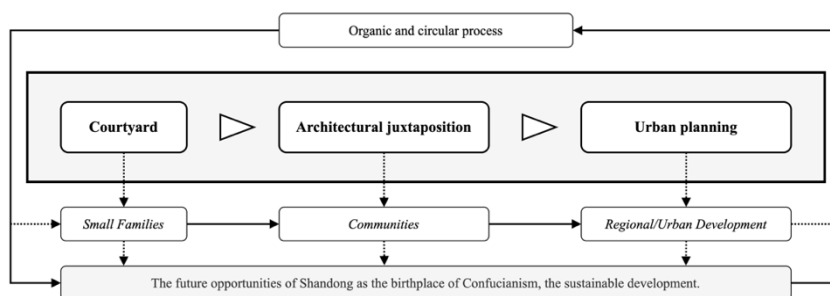 Organic and circular process
Courtyard
Architectural juxtaposition
Urban planning
Small Families
Communities
Regional/Urban Development
The future opportunities of Shandong as the birthplace of Confucianism, the sustainable development.